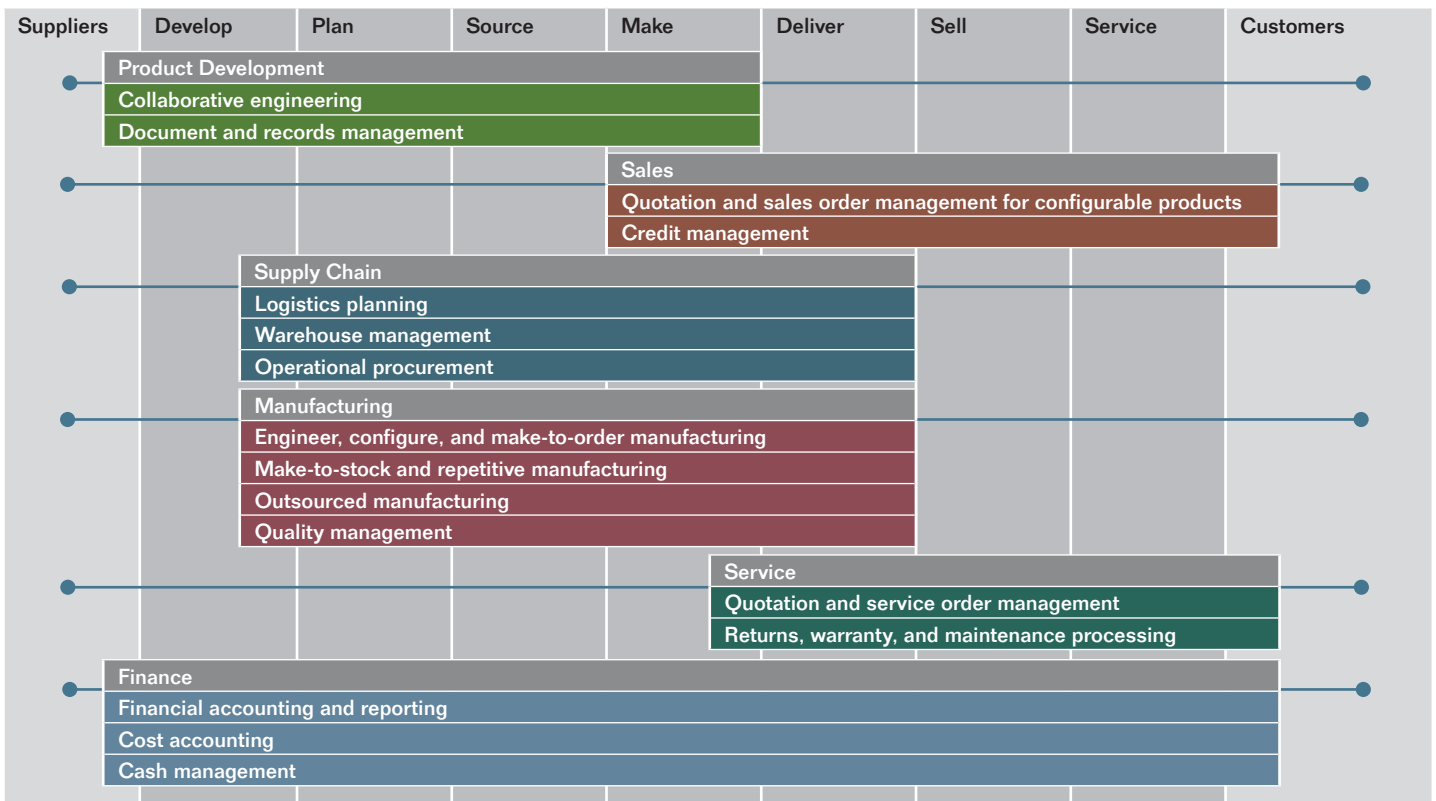 Suppliers Develop Plan Source Make Deliver Sell Service Customers
Product Development
Collaborative engineering
Document and records management
Sales
Quotation and sales order management for configurable products
Credit management
Supply Chain
Logistics planning
Warehouse management
Operational procurement
Manufacturing
Engineer, configure, and make-to-order manufacturing
Make-to-stock and repetitive manufacturing
Outsourced manufacturing
Quality management
Service
Quotation and service order management
Returns, warranty, and maintenance processing
Finance
Financial accounting and reporting
Cost accounting
Cash management